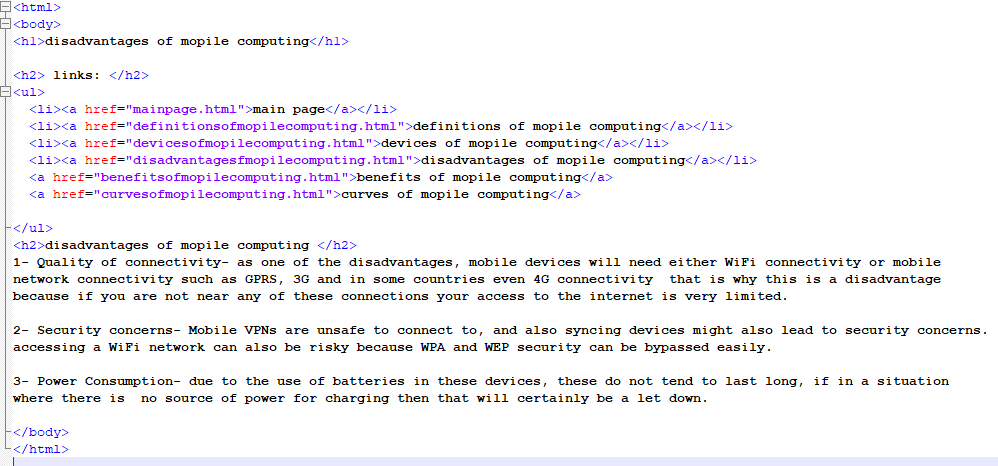 <html>
<body>
<h1>disadvantages of mopile computing</h1>
<h2> links: </h2>
<ul>
<li><a href="mainpage.html">main page</a></li>
<li><a href="definitionsofmopilecomputing.html">definitions of mopile computing</a></li>
<li><a href="devicesofmopilecomputing.html">devices of mopile computing</a></li>
<li><a href="disadvantagesfmopilecomputing.html">disadvantages of mopile computing</a></li>
<a href="benefitsofmopilecomputing.html">benefits of mopile computing</a>
<a href="curvesofmopilecomputing.html">curves of mopile computing</a>
</ul>
<h2>disadvantages of mopile computing </h2>
1- Quality of connectivity- as one of the disadvantages, mobile devices will need either WiFi connectivity or mobile
network connectivity such as GPRS, 3G and in some countries even 4G connectivity  that is why this is a disadvantage
because if you are not near any of these connections your access to the internet is very limited.
2- Security concerns- Mobile VPNs are unsafe to connect to, and also syncing devices might also lead to security concerns.
accessing a WiFi network can also be risky because WPA and WEP security can be bypassed easily.
3- Power Consumption- due to the use of batteries in these devices, these do not tend to last long, if in a situation
where there is  no source of power for charging then that will certainly be a let down.
</body>
</html>